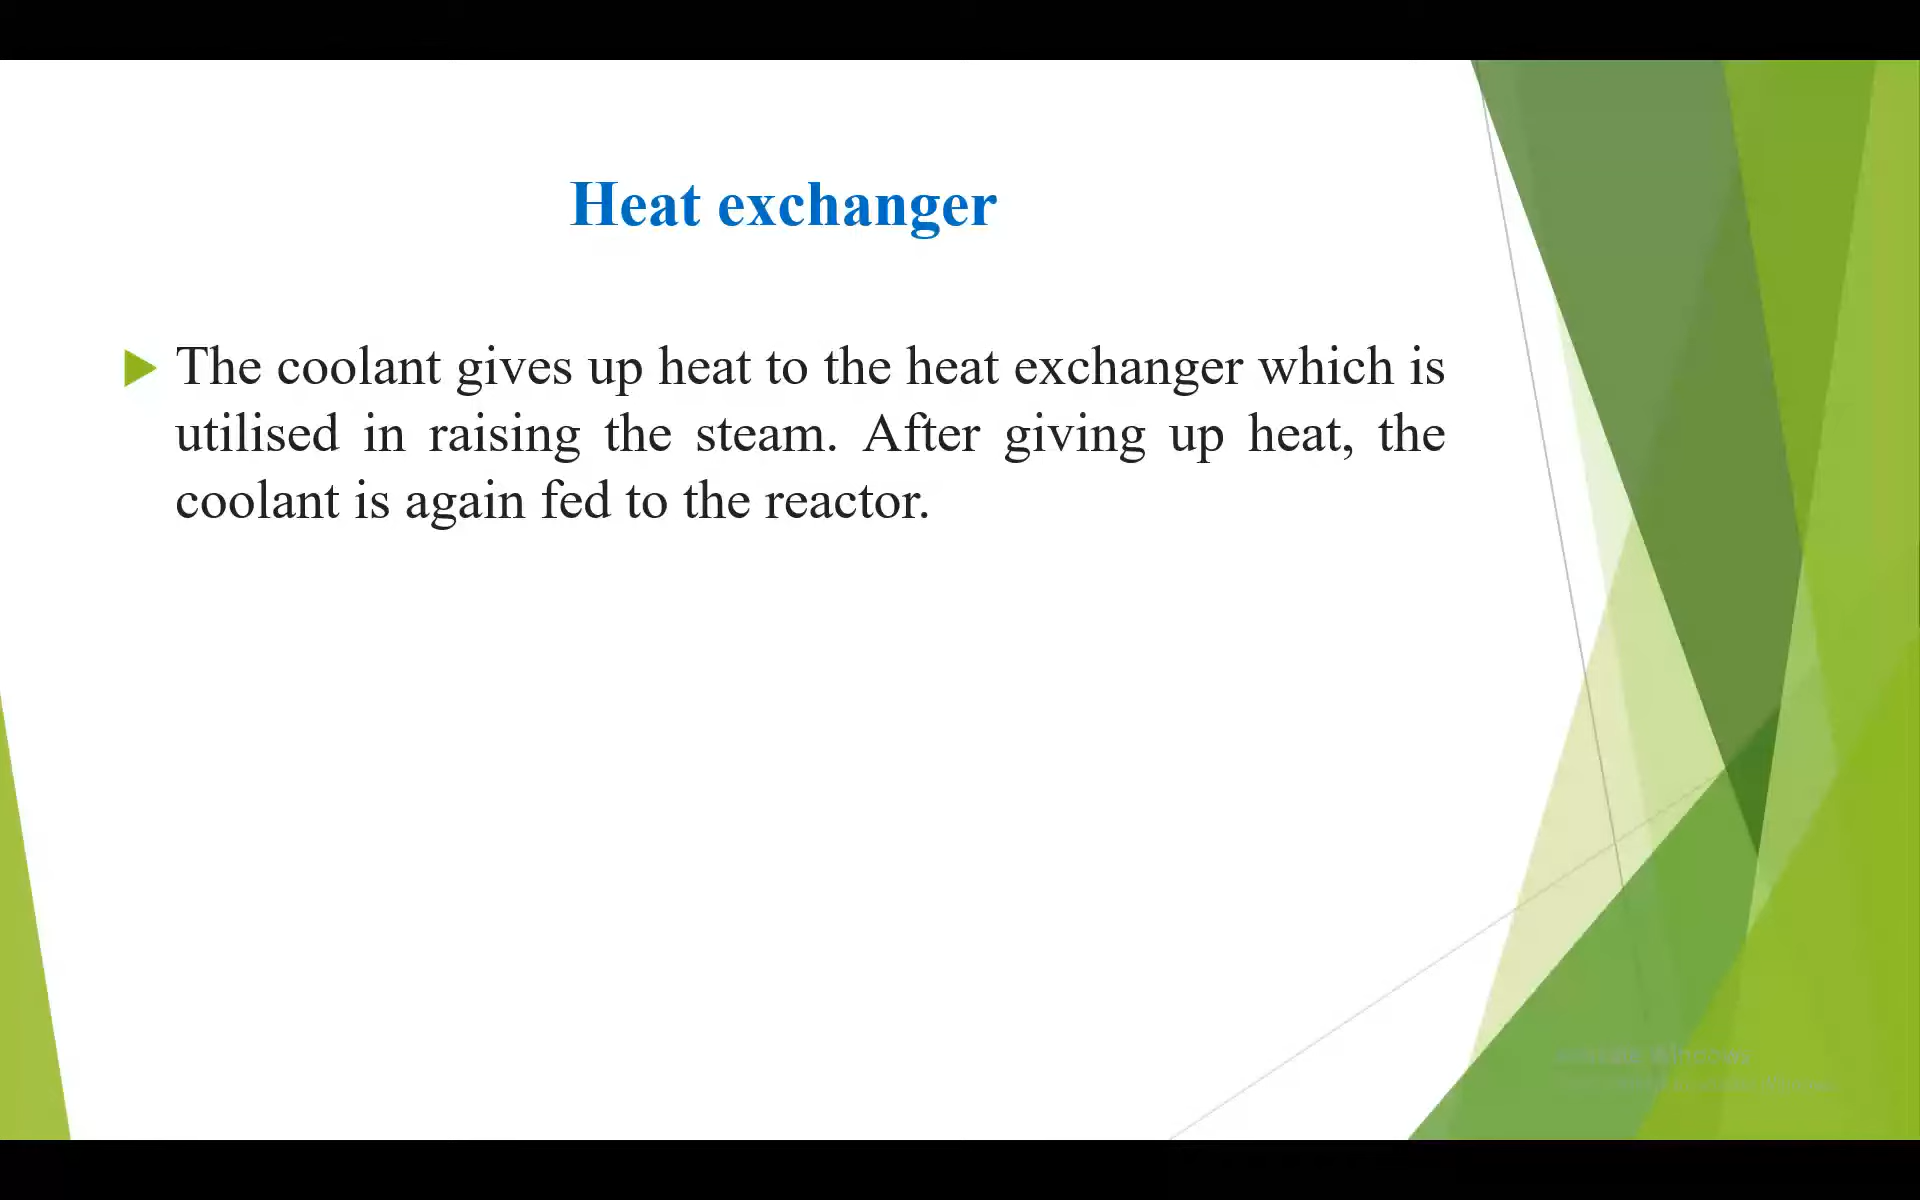 Heat exchanger
The coolant gives up heat to the heat exchanger which is
utilised in raising the steam. After giving up heat, the
coolant is again fed to the reactor.